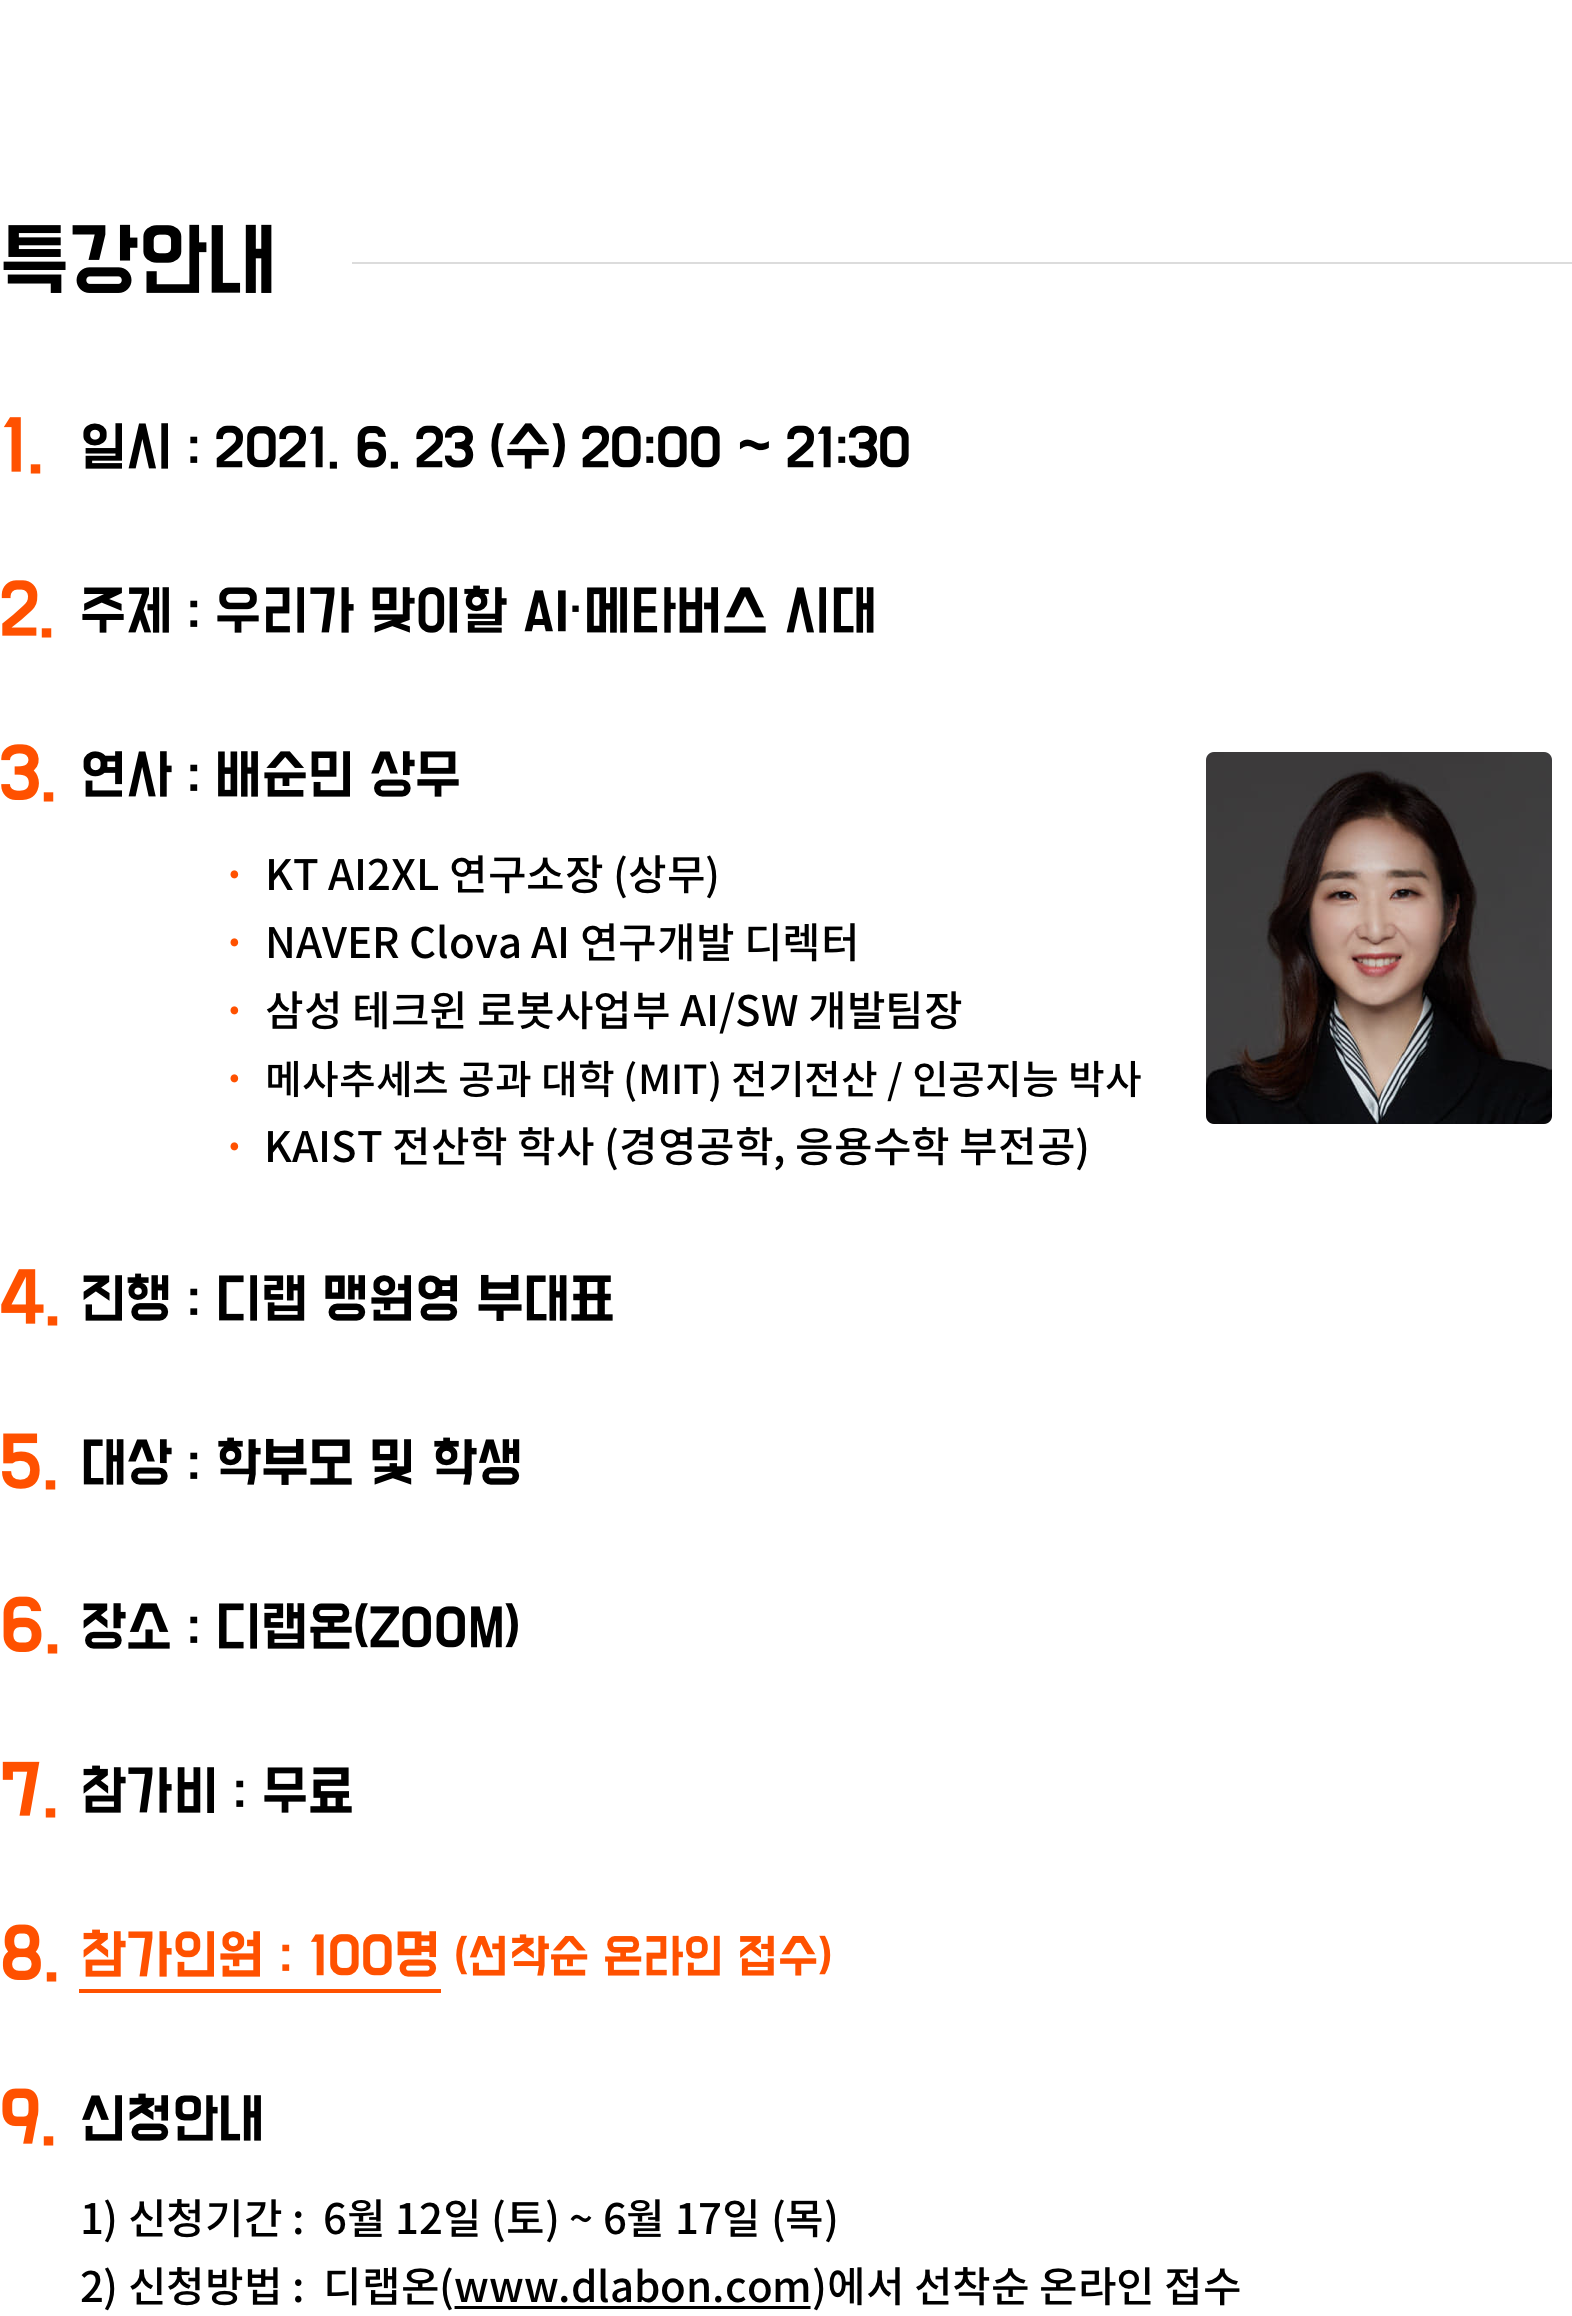 특강안내
1. 일시 : 2021. 6. 23 (수) 20:00 ~ 21:30
2. 주제 : 우리가 맞이할 AI·메타버스 시대
3. 연사 : 배순민 상무
· KT AI2XL 연구소장 (상무)
· NAVER Clova AI 연구개발 디렉터
· 삼성 테크윈 로봇사업부 AI/SW 개발팀장
· 메사추세츠 공과 대학 (MIT) 전기전산 / 인공지능 박사
· KAIST 전산학 학사 (경영공학, 응용수학 부전공)
4. 진행 : 디랩 맹원영 부대표
5. 대상 : 학부모 및 학생
6. 장소 : 디랩온(ZOOM)
7. 참가비 : 무료
8. 참가인원 : 100명 (선착순 온라인 접수)
9. 신청안내
1) 신청기간 : 6월 12일 (토) ~ 6월 17일 (목)
2) 신청방법 : 디랩온(www.dlabon.com)에서 선착순 온라인 접수